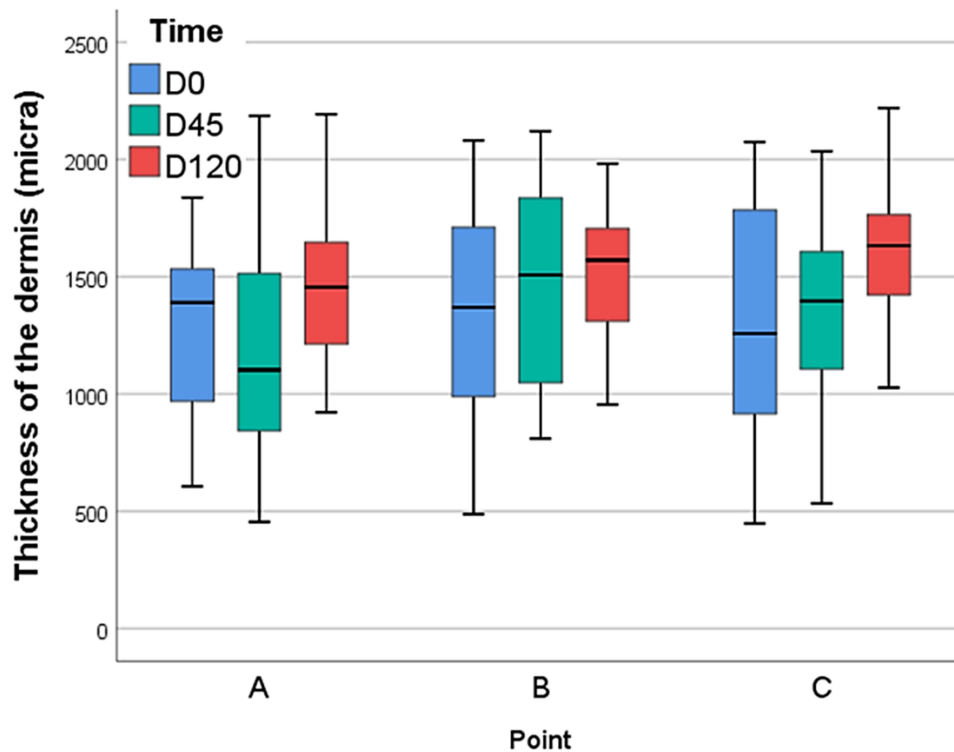 Time
D0
D45
D120
Thickness of the dermis (micra)
2500
2000
1500
1000
500
0
A B C
Point